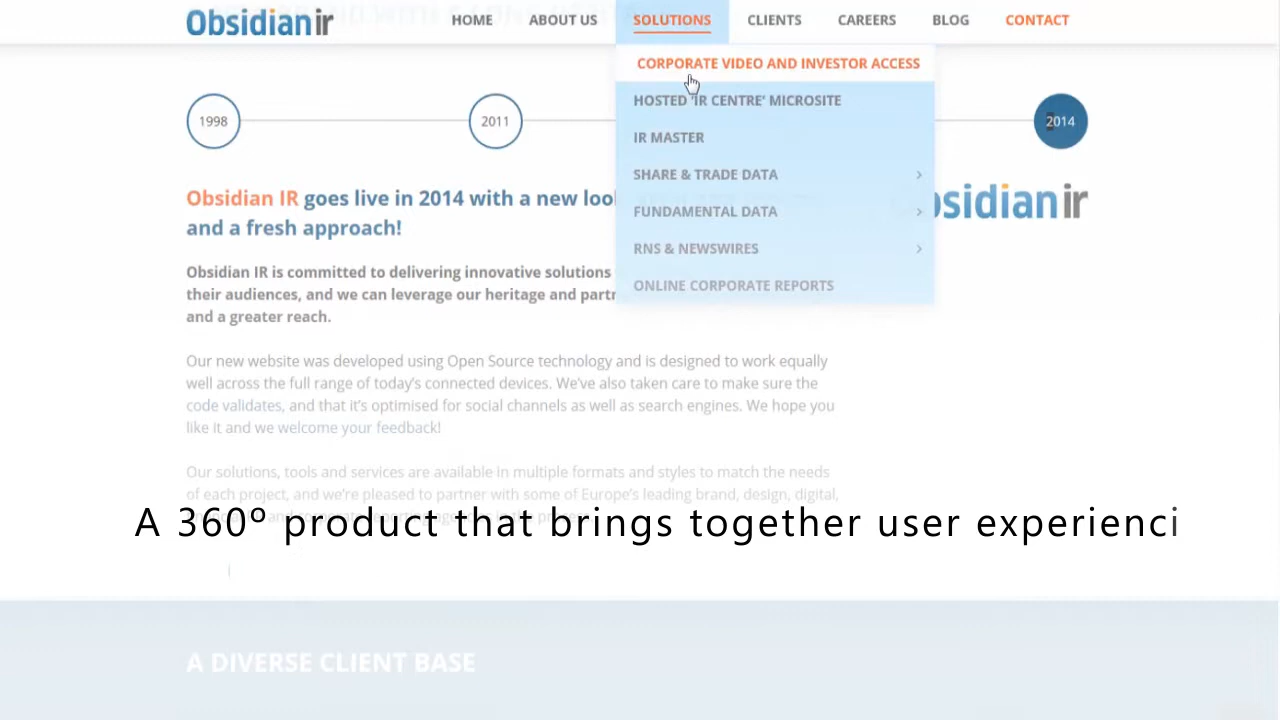 Obsidian ir
HOME ABOUT US SOLUTIONS CLIENTS CAREERS BLOG CONTACT
CORPORATE VIDEO AND INVESTOR ACCESS
HOSTED ‘IR CENTRE’ MICROSITE
IR MASTER
SHARE & TRADE DATA
FUNDAMENTAL DATA
RNS & NEWSWIRES
ONLINE CORPORATE REPORTS
1998 2011 2014
Obsidian IR goes live in 2014 with a new
and a fresh approach!
bsidian ir
Obsidian IR is committed to delivering innovative solutions
their audiences, and we can leverage our heritage and
and a greater reach.
Our new website was developed using Open Source technology and is designed to work equally
well across the full range of today’s connected devices. We’ve also taken care to make sure the
code validates, and that it’s optimised for social channels as well as search engines. We hope you
like it and we welcome your feedback!
Our solutions, tools and services are available in multiple formats and styles to match the needs
of each project, and we’re pleased to partner with some of Europe’s leading brand, design, digital,
A 360º product that brings together user experienci
A DIVERSE CLIENT BASE